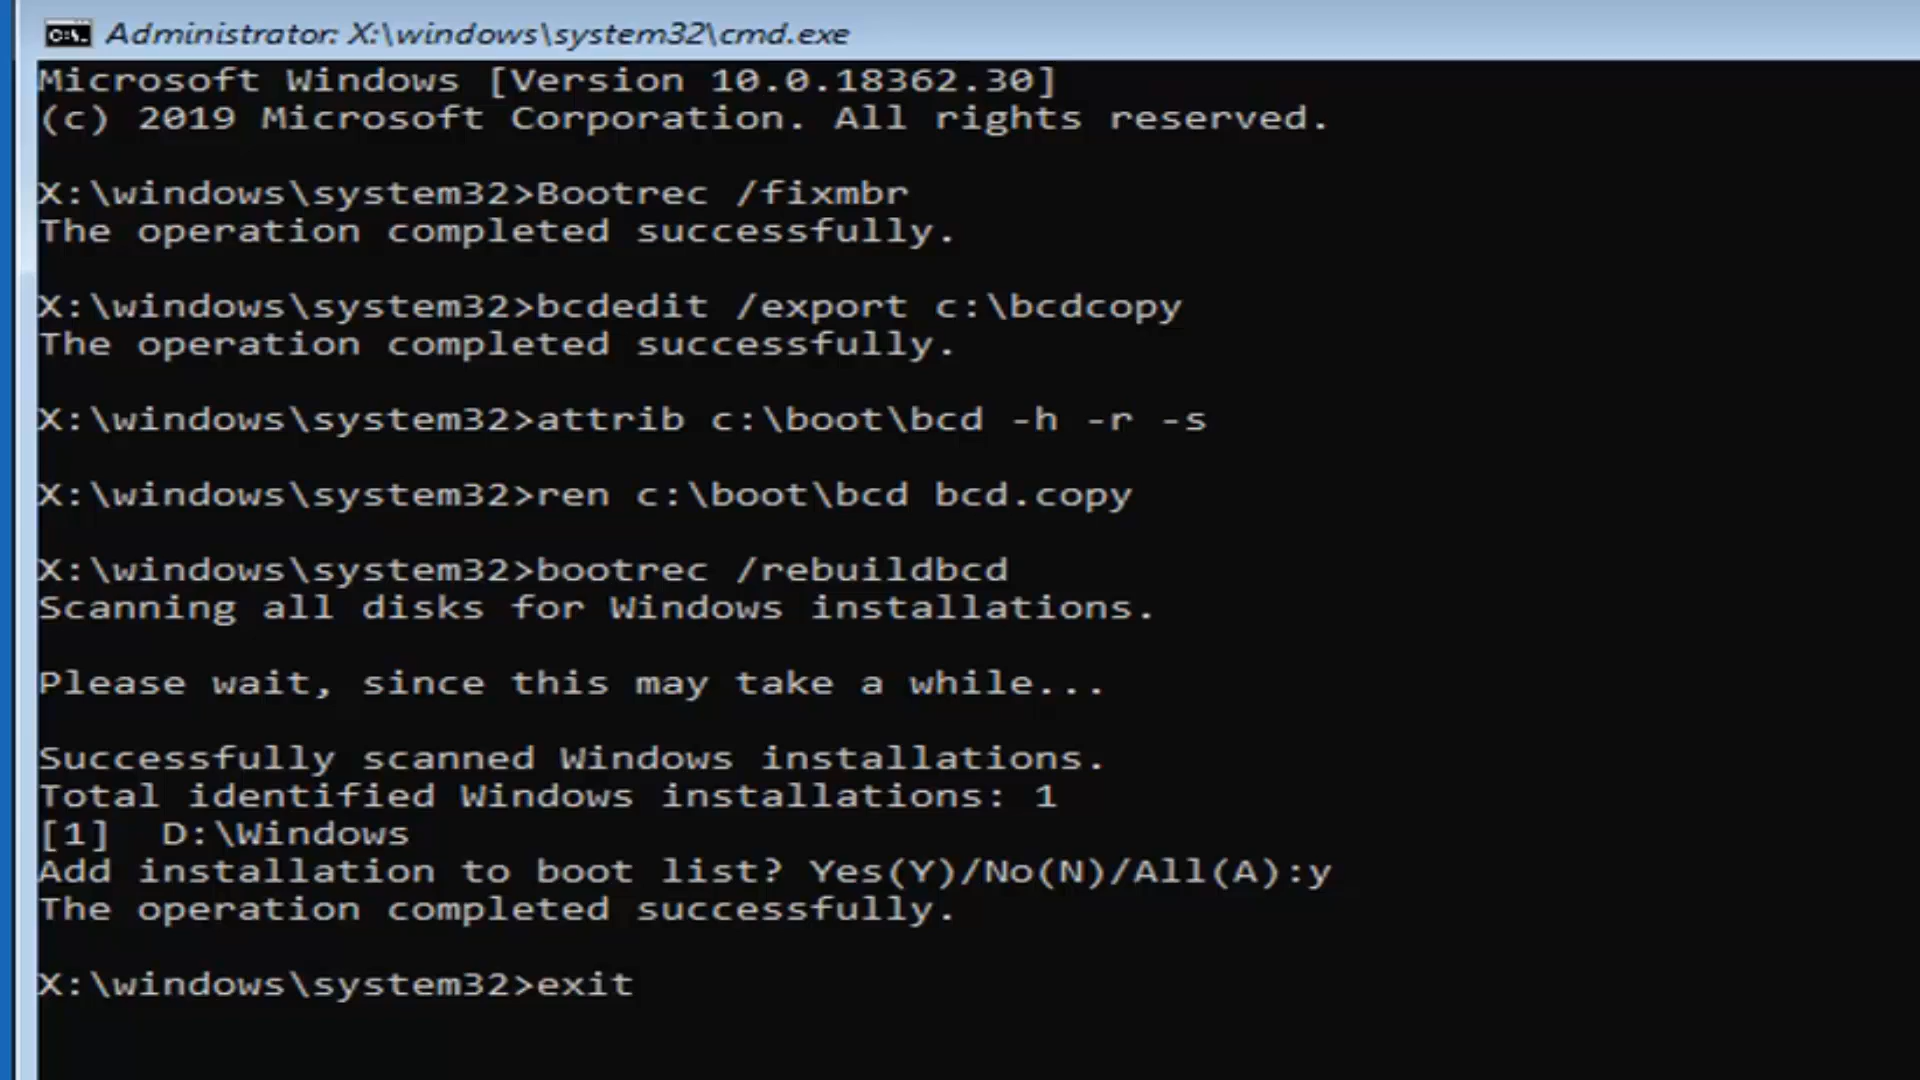 Administrator: X:\windows\system32\cmd.exe
Microsoft Windows [Version 10.0.18362.30]
(c) 2019 Microsoft Corporation. All rights reserved.
X:\windows\system32>Bootrec /fixmbr
The operation completed successfully.
X:\windows\system32>bcdedit /export c:\bcdcopy
The operation completed successfully.
X:\windows\system32>attrib c:\boot\bcd -h -r -s
X:\windows\system32>ren c:\boot\bcd bcd.copy
X:\windows\system32>bootrec /rebuildbcd
Scanning all disks for Windows installations.
Please wait, since this may take a while...
Successfully scanned Windows installations.
Total identified Windows installations: 1
[1]  D:\Windows
Add installation to boot list? Yes(Y)/No(N)/All(A):y
The operation completed successfully.
X:\windows\system32>exit